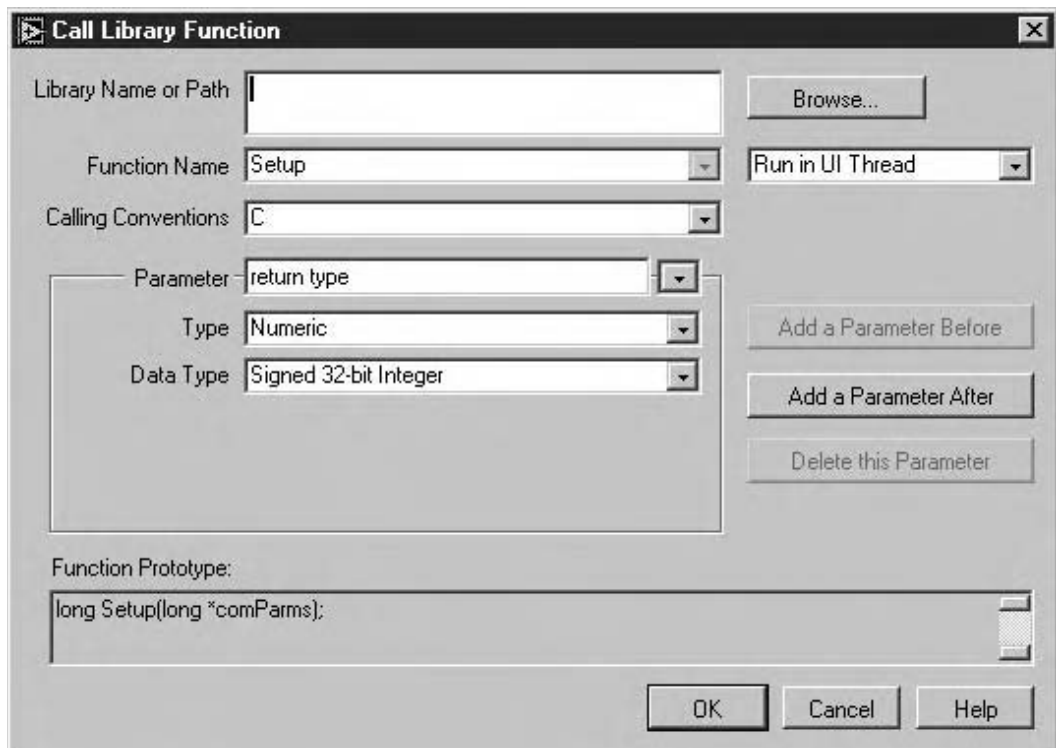 Call Library Function
Library Name or Path
Browse...
Function Name Setup Run in UI Thread
Calling Conventions C
Parameter return type
Type Numeric
Add a Parameter Before
Data Type Signed 32-bit Integer
Add a Parameter After
Delete this Parameter
Function Prototype:
long Setup(long *comParms);
OK Cancel Help